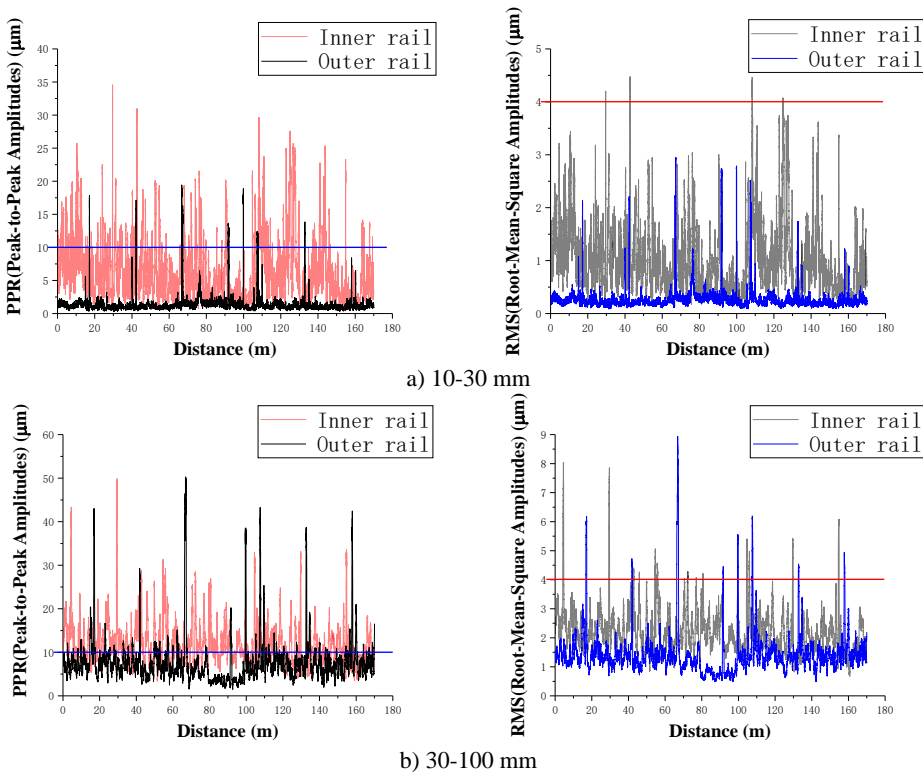 Inner rail
Outer rail
PPR(Peak-to-Peak Amplitudes) (μm)
40
35
30
25
20
15
10
5
0
0 20 40 60 80 100 120 140 160 180
Distance (m)
Inner rail
Outer rail
RMS(Root-Mean-Square Amplitudes) (μm)
5
4
3
2
1
0
0 20 40 60 80 100 120 140 160 180
Distance (m)
a) 10-30 mm
Inner rail
Outer rail
PPR(Peak-to-Peak Amplitudes) (μm)
60
50
40
30
20
10
0
0 20 40 60 80 100 120 140 160 180
Distance (m)
Inner rail
Outer rail
RMS(Root-Mean-Square Amplitudes) (μm)
9
8
7
6
5
4
3
2
1
0
0 20 40 60 80 100 120 140 160 180
Distance (m)
b) 30-100 mm